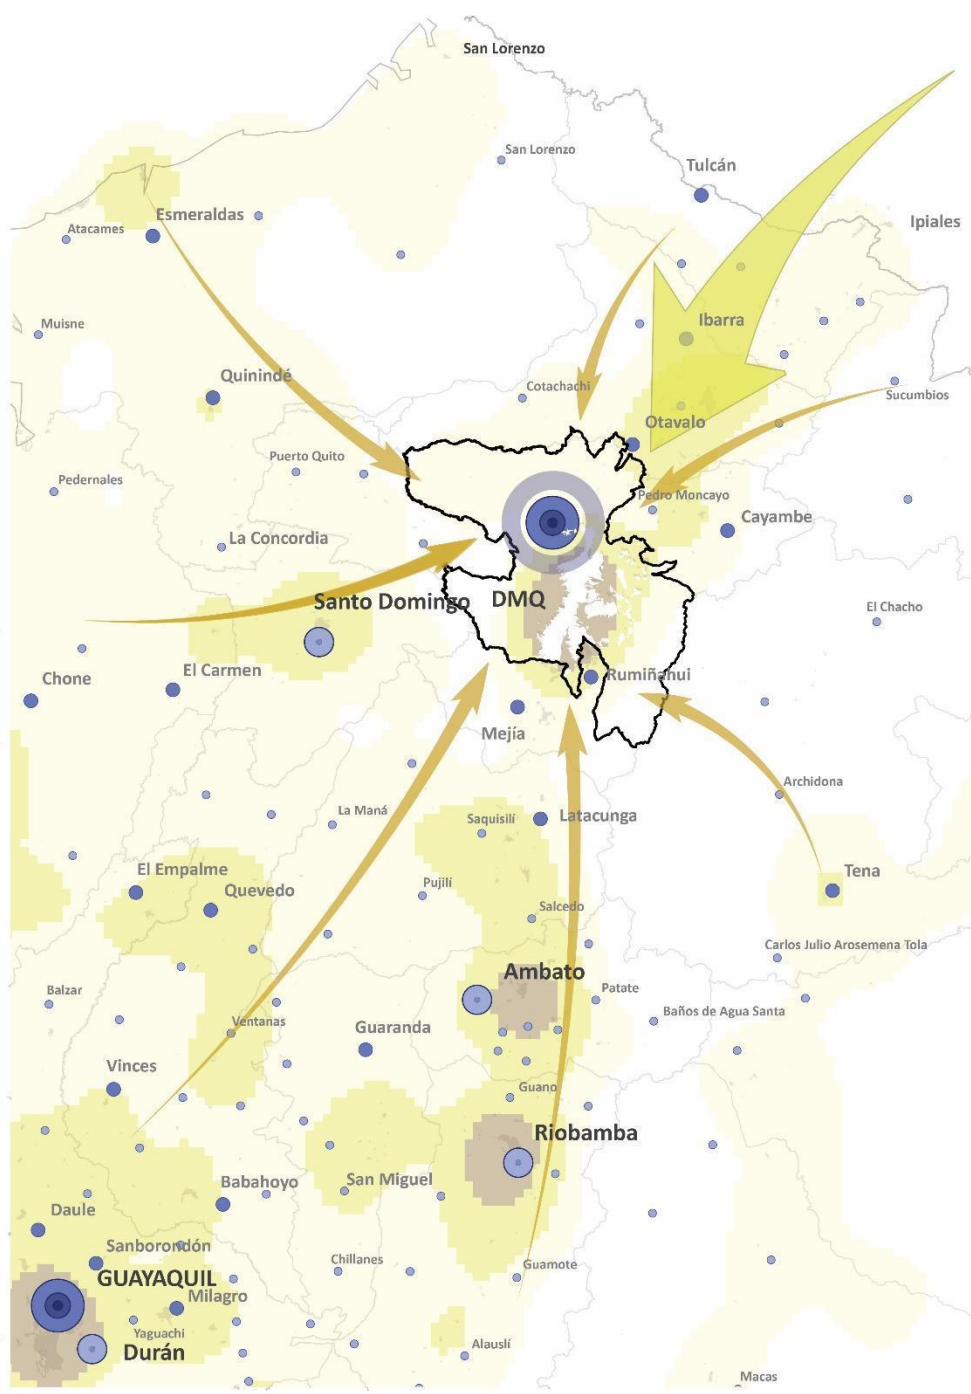 San Lorenzo
San Lorenzo
Tulcán
Esmeraldas
Ipiales
Atacames
Muisne
Ibarra
Quinindé
Cotachachi
Sucumbios
Otavalo
Puerto Quito
Pedernales
Pedro Moncayo
Cayambe
La Concordia
Santo Domingo
DMQ
El Chacho
El Carmen
Rumiñahui
Chone
Mejía
Archidona
La Maná
Saquisilí
Latacunga
El Empalme
Quevedo
Pujilí
Tena
Salcedo
Carlos Julio Arosemena Tola
Ambato
Balzar
Patate
Baños de Agua Santa
Ventanas
Guaranda
Vinces
Guano
Riobamba
Babahoyo
San Miguel
Daule
Sanborondón
Chillanes
Guamote
GUAYAQUIL
Milagro
Yaguachi
Durán
Alauslí
Macas